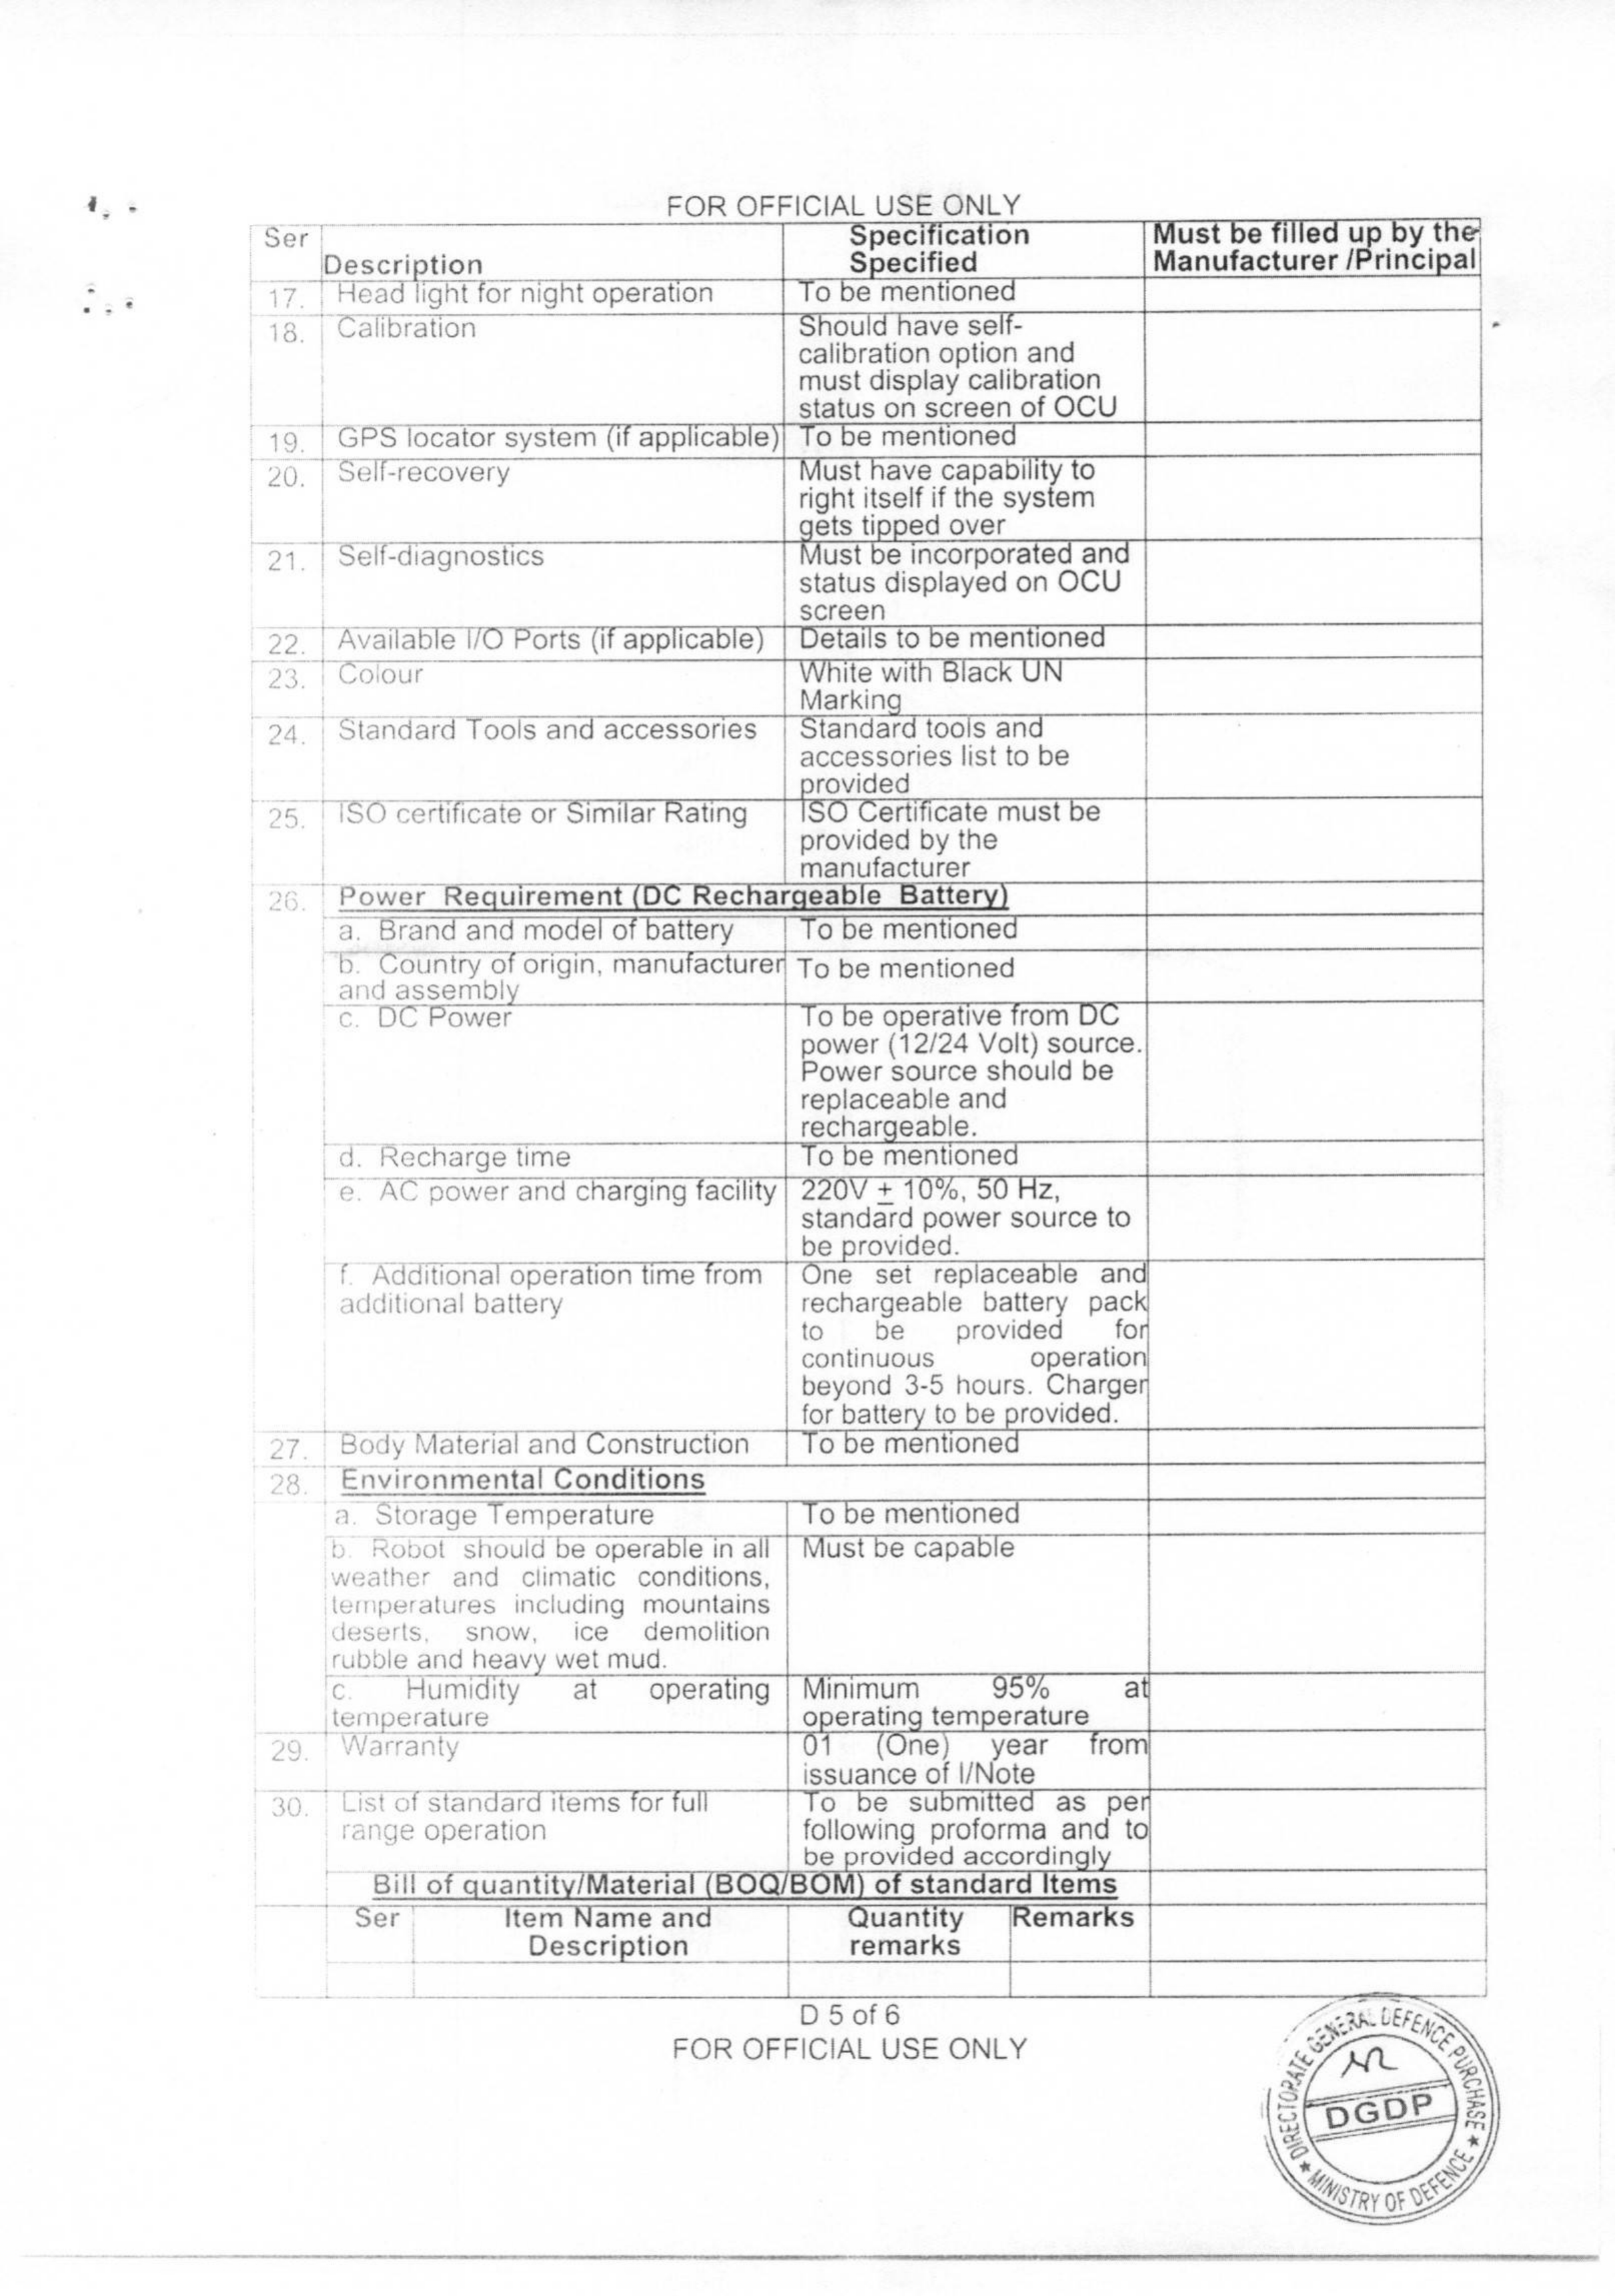 FOR OFFICIAL USE ONLY
Ser Description Specification Specified Must be filled up by the Manufacturer /Principal
17. Head light for night operation To be mentioned
18. Calibration Should have self-
calibration option and
must display calibration
status on screen of OCU
19. GPS locator system (if applicable) To be mentioned
20. Self-recovery Must have capability to
right itself if the system
gets tipped over
21. Self-diagnostics Must be incorporated and
status displayed on OCU
screen
22. Available I/O Ports (if applicable) Details to be mentioned
23. Colour White with Black UN
Marking
24. Standard Tools and accessories Standard tools and
accessories list to be
provided
25. ISO certificate or Similar Rating ISO Certificate must be
provided by the
manufacturer
26. Power Requirement (DC Rechargeable Battery)
a. Brand and model of battery To be mentioned
b. Country of origin, manufacturer
and assembly To be mentioned
c. DC Power To be operative from DC
power (12/24 Volt) source.
Power source should be
replaceable and
rechargeable.
d. Recharge time To be mentioned
e. AC power and charging facility 220V ± 10%, 50 Hz,
standard power source to
be provided.
f. Additional operation time from
additional battery
One set replaceable and
rechargeable battery pack
to be provided for
continuous operation
beyond 3-5 hours. Charger
for battery to be provided.
27. Body Material and Construction To be mentioned
28. Environmental Conditions
a. Storage Temperature To be mentioned
b. Robot should be operable in all
weather and climatic conditions,
temperatures including mountains
deserts, snow, ice demolition
rubble and heavy wet mud.
Must be capable
c. Humidity at operating
temperature
Minimum 95% at
operating temperature
29. Warranty 01 (One) year from
issuance of I/Note
30. List of standard items for full
range operation
To be submitted as per
following proforma and to
be provided accordingly
Bill of quantity/Material (BOQ/BOM) of standard Items
Ser Item Name and Description Quantity remarks Remarks
D 5 of 6
FOR OFFICIAL USE ONLY
DIRECTORATE GENERAL DEFENCE PURCHASE
DGDP
MINISTRY OF DEFENCE